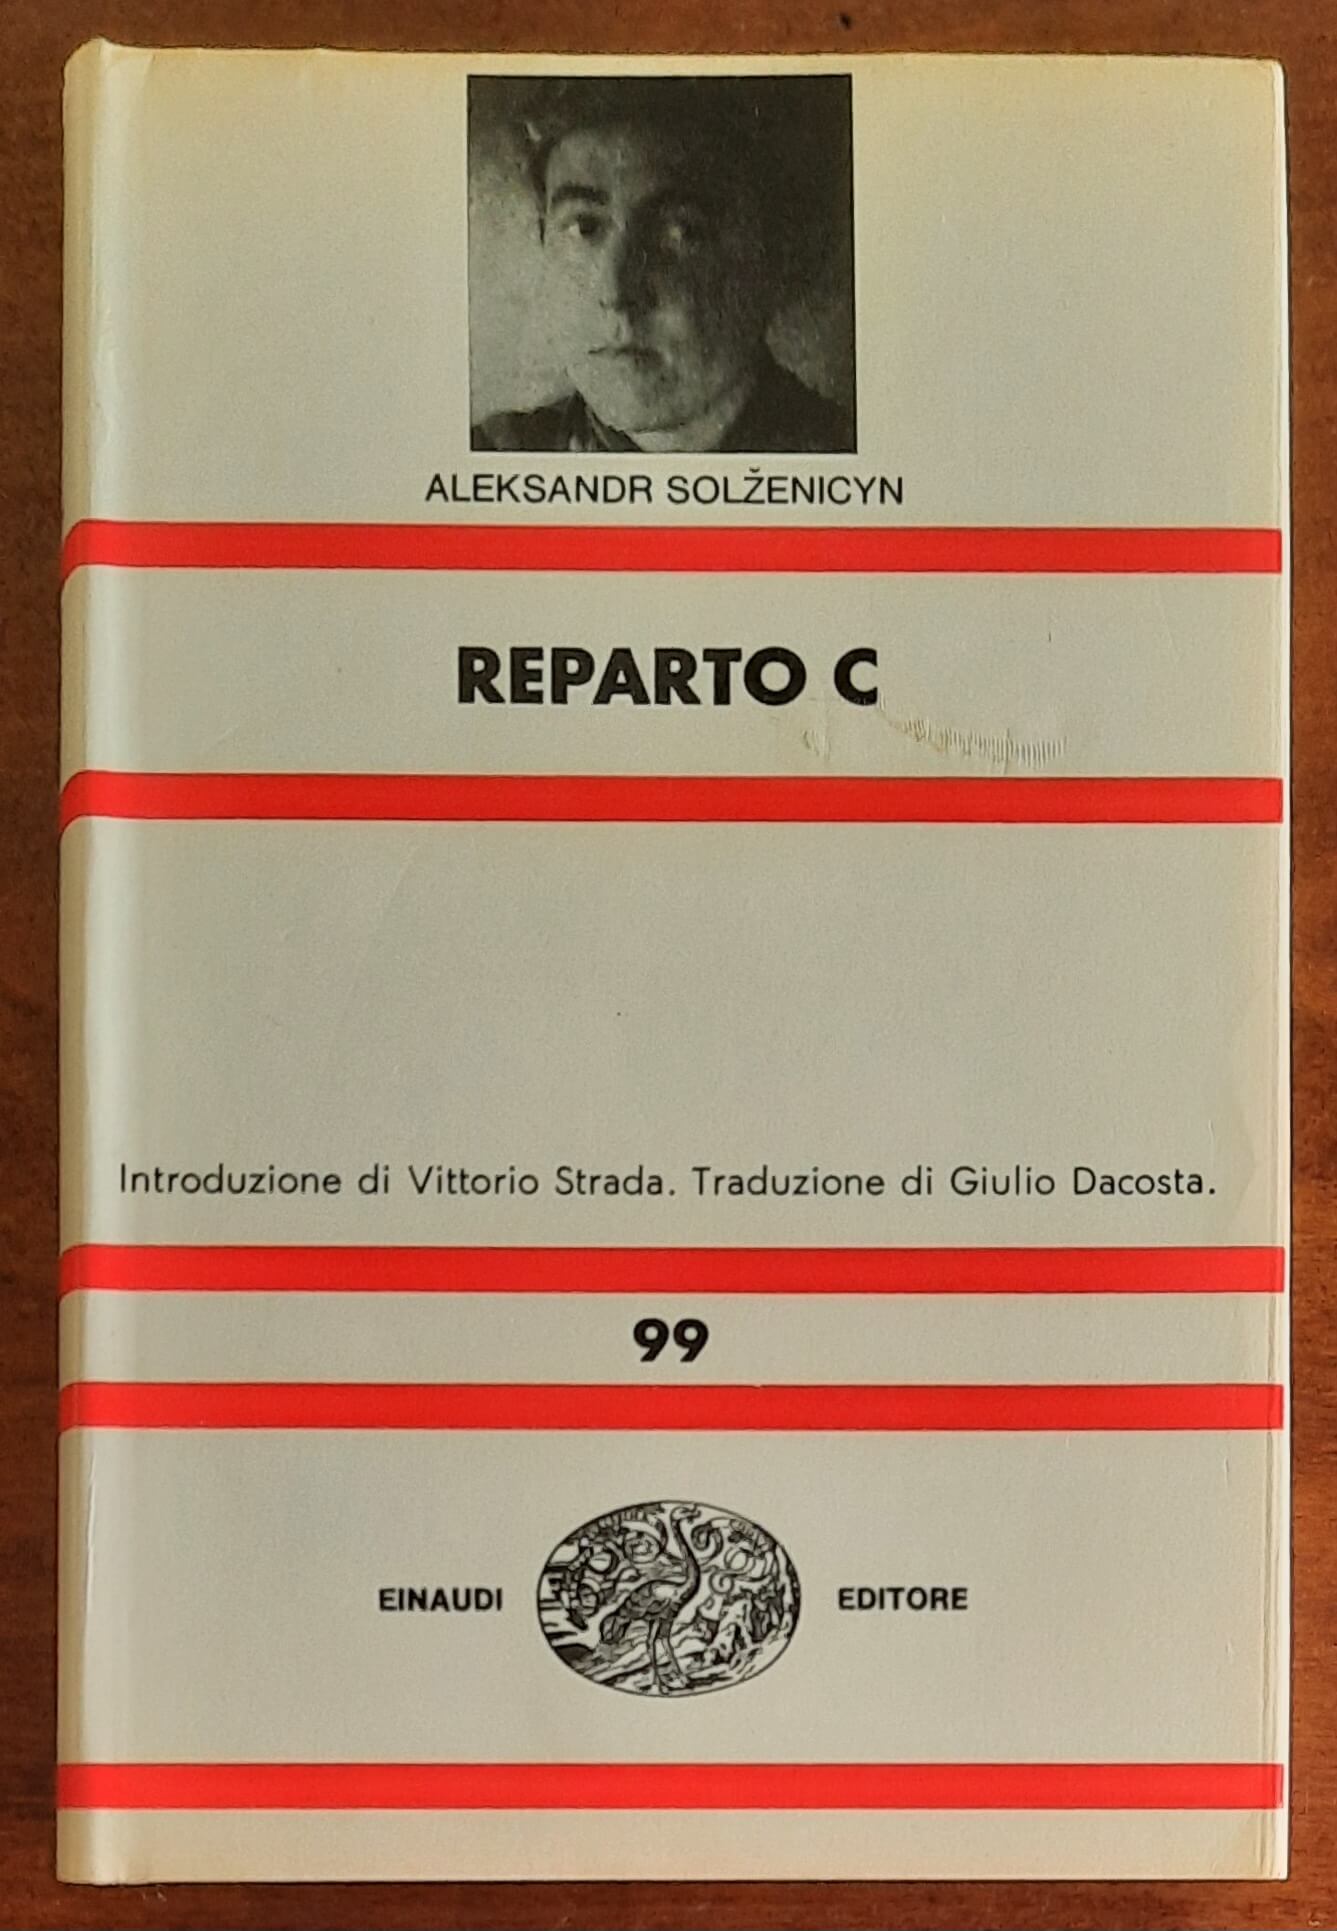 ALEKSANDR SOLŽENICYN
REPARTO C
Introduzione di Vittorio Strada. Traduzione di Giulio Dacosta.
99
EINAUDI EDITORE